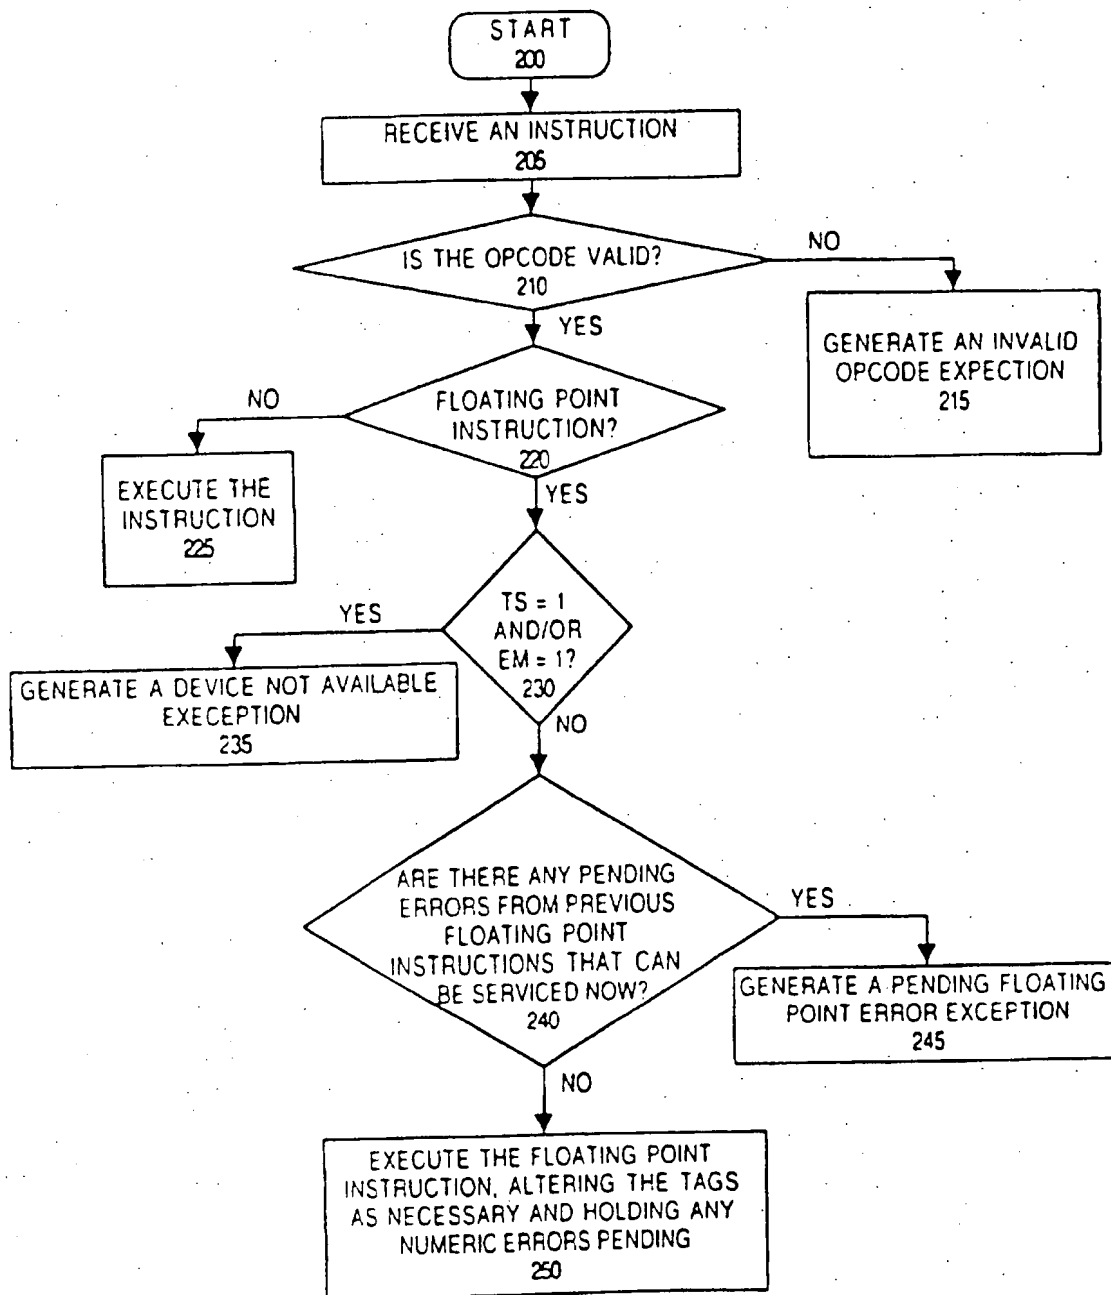 START
200
RECEIVE AN INSTRUCTION
205
IS THE OPCODE VALID?
210
NO
YES
GENERATE AN INVALID
OPCODE EXPECTION
215
FLOATING POINT
INSTRUCTION?
220
NO
YES
EXECUTE THE
INSTRUCTION
225
TS = 1
AND/OR
EM = 1?
230
YES
NO
GENERATE A DEVICE NOT AVAILABLE
EXECEPTION
235
ARE THERE ANY PENDING
ERRORS FROM PREVIOUS
FLOATING POINT
INSTRUCTIONS THAT CAN
BE SERVICED NOW?
240
YES
NO
GENERATE A PENDING FLOATING
POINT ERROR EXCEPTION
245
EXECUTE THE FLOATING POINT
INSTRUCTION, ALTERING THE TAGS
AS NECESSARY AND HOLDING ANY
NUMERIC ERRORS PENDING
250